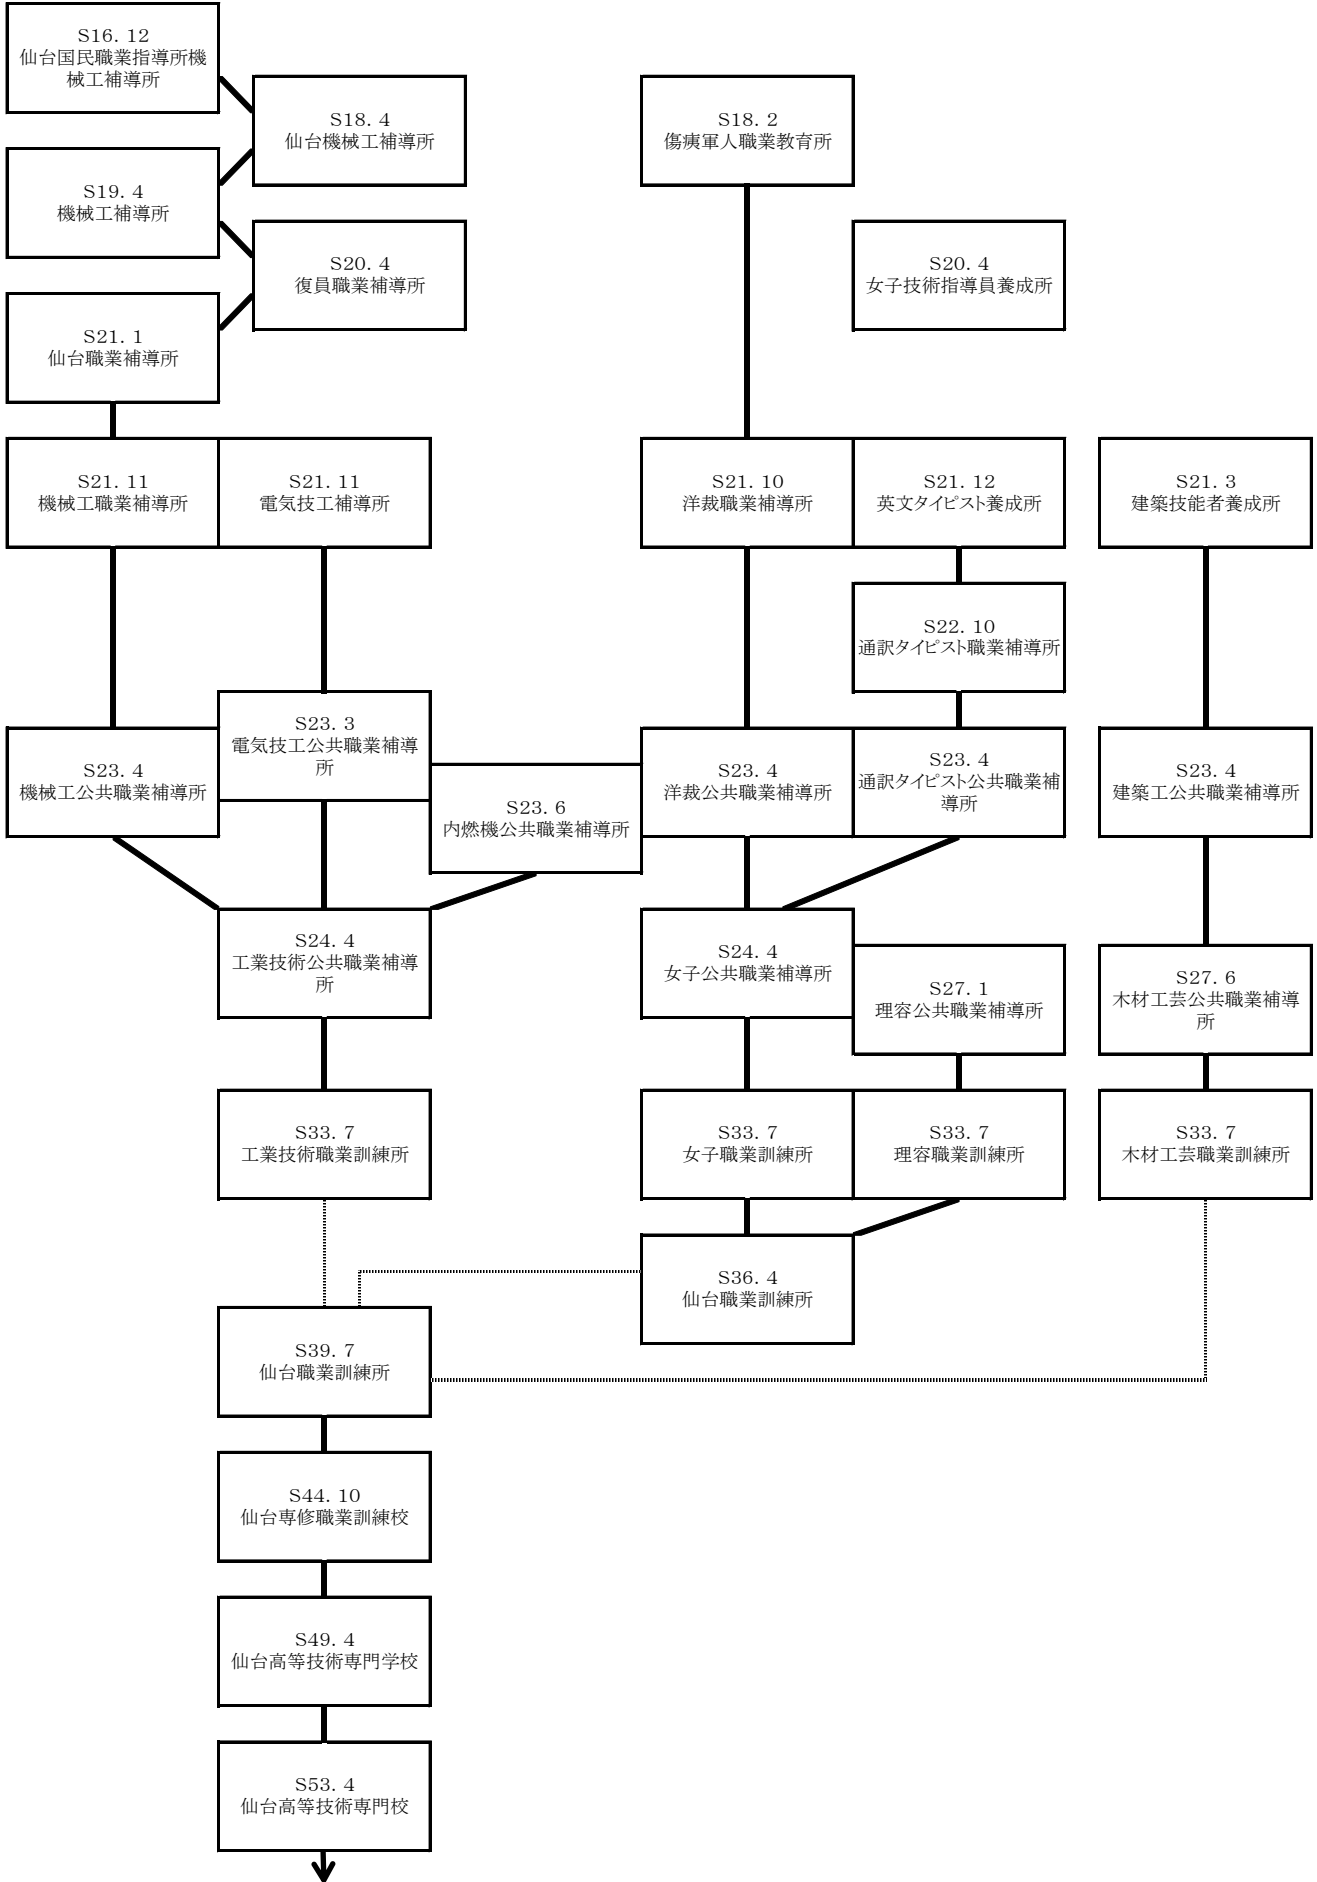 S16. 12
仙台国民職業指導所機
械工補導所
S18. 4
仙台機械工補導所
S18. 2
傷痍軍人職業教育所
S19. 4
機械工補導所
S20. 4
復員職業補導所
S20. 4
女子技術指導員養成所
S21. 1
仙台職業補導所
S21. 11
機械工職業補導所
S21. 11
電気技工補導所
S21. 10
洋裁職業補導所
S21. 12
英文タイピスト養成所
S21. 3
建築技能者養成所
S22. 10
通訳タイピスト職業補導所
S23. 3
電気技工公共職業補導
所
S23. 4
機械工公共職業補導所
S23. 6
内燃機公共職業補導所
S23. 4
洋裁公共職業補導所
S23. 4
通訳タイピスト公共職業補
導所
S23. 4
建築工公共職業補導所
S24. 4
工業技術公共職業補導
所
S24. 4
女子公共職業補導所
S27. 1
理容公共職業補導所
S27. 6
木材工芸公共職業補導
所
S33. 7
工業技術職業訓練所
S33. 7
女子職業訓練所
S33. 7
理容職業訓練所
S33. 7
木材工芸職業訓練所
S36. 4
仙台職業訓練所
S39. 7
仙台職業訓練所
S44. 10
仙台専修職業訓練校
S49. 4
仙台高等技術専門学校
S53. 4
仙台高等技術専門校